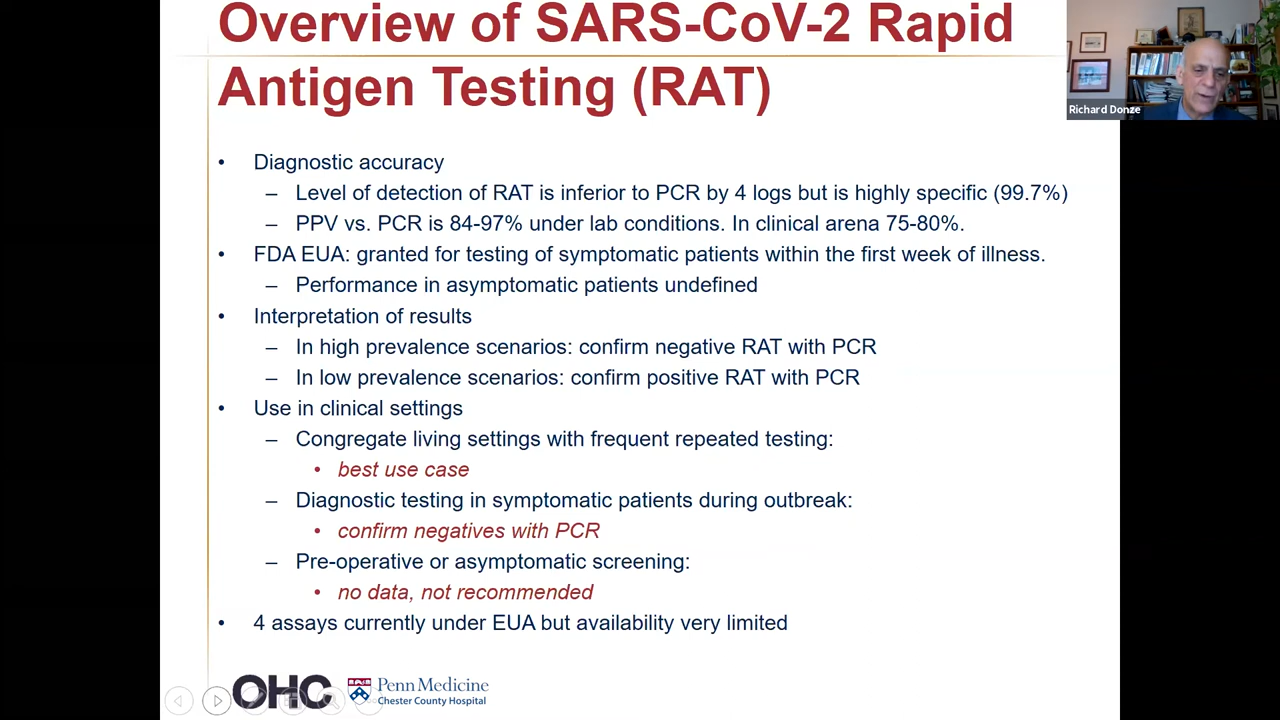 Overview of SARS-CoV-2 Rapid
Antigen Testing (RAT)
Richard Donze
• Diagnostic accuracy
– Level of detection of RAT is inferior to PCR by 4 logs but is highly specific (99.7%)
– PPV vs. PCR is 84-97% under lab conditions. In clinical arena 75-80%.
• FDA EUA: granted for testing of symptomatic patients within the first week of illness.
– Performance in asymptomatic patients undefined
• Interpretation of results
– In high prevalence scenarios: confirm negative RAT with PCR
– In low prevalence scenarios: confirm positive RAT with PCR
• Use in clinical settings
– Congregate living settings with frequent repeated testing:
• best use case
– Diagnostic testing in symptomatic patients during outbreak:
• confirm negatives with PCR
– Pre-operative or asymptomatic screening:
• no data, not recommended
• 4 assays currently under EUA but availability very limited
OHC
Penn Medicine
Chester County Hospital